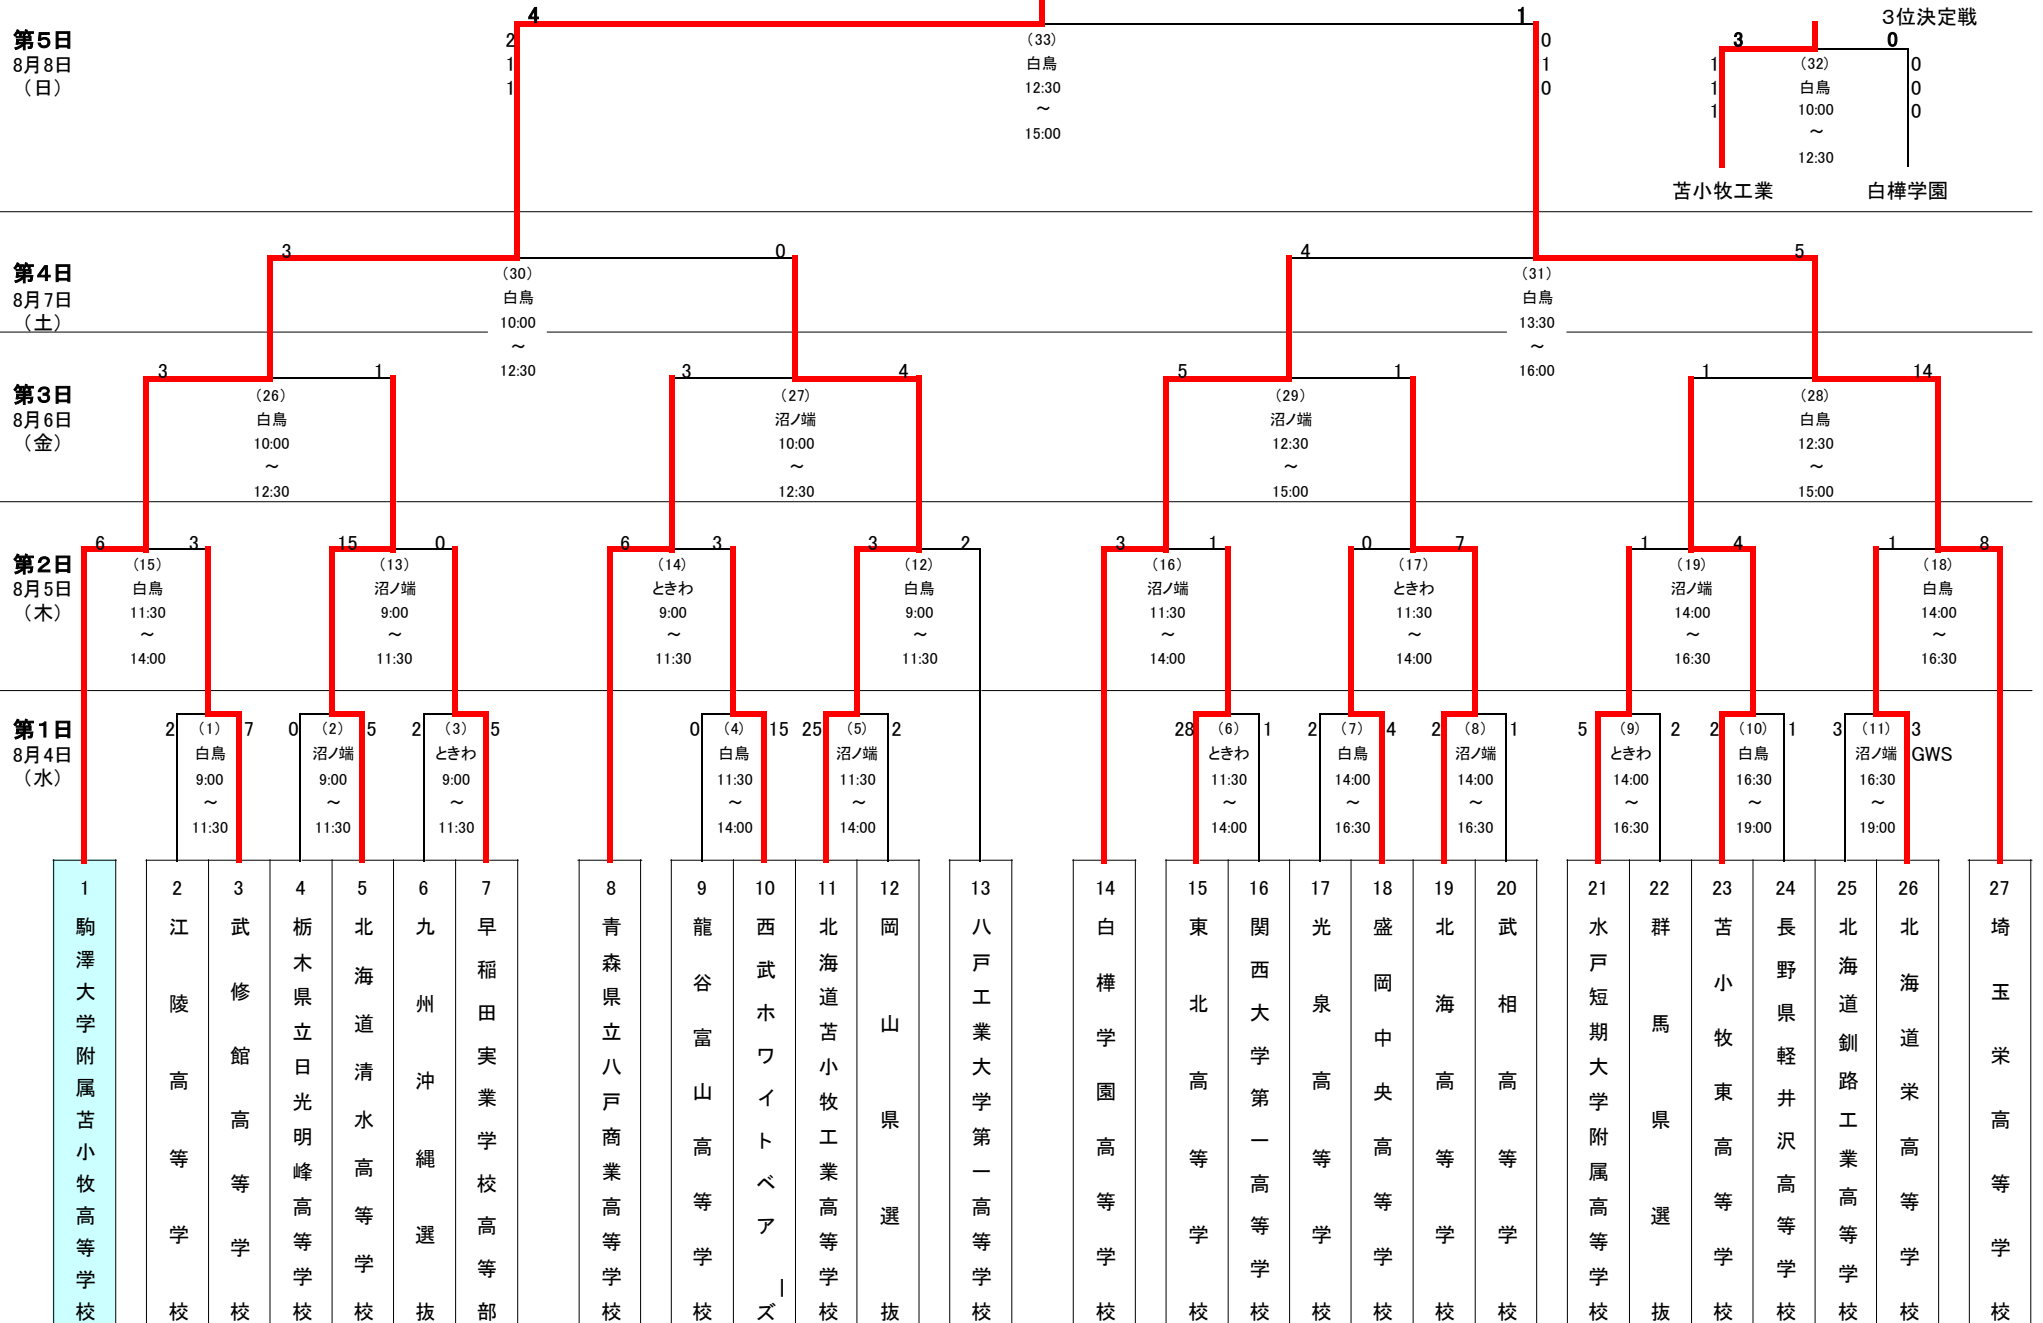 4
1
3位決定戦
第5日
8月8日
(日)
2
1
1
(33)
白鳥
12:30
~
15:00
0
1
0
3
0
1
1
1
(32)
白鳥
10:00
~
12:30
0
0
0
苫小牧工業
白樺学園
第4日
8月7日
(土)
3
0
(30)
白鳥
10:00
~
12:30
4
5
(31)
白鳥
13:30
~
16:00
第3日
8月6日
(金)
3
1
(26)
白鳥
10:00
~
12:30
3
4
(27)
沼ノ端
10:00
~
12:30
5
1
(29)
沼ノ端
12:30
~
15:00
1
14
(28)
白鳥
12:30
~
15:00
第2日
8月5日
(木)
6
3
(15)
白鳥
11:30
~
14:00
15
0
(13)
沼ノ端
9:00
~
11:30
6
3
(14)
ときわ
9:00
~
11:30
3
2
(12)
白鳥
9:00
~
11:30
3
1
(16)
沼ノ端
11:30
~
14:00
0
7
(17)
ときわ
11:30
~
14:00
1
4
(19)
沼ノ端
14:00
~
16:30
1
8
(18)
白鳥
14:00
~
16:30
第1日
8月4日
(水)
2
(1)
7
白鳥
9:00
~
11:30
0
(2)
5
沼ノ端
9:00
~
11:30
2
(3)
5
ときわ
9:00
~
11:30
0
(4)
15
白鳥
11:30
~
14:00
25
(5)
2
沼ノ端
11:30
~
14:00
28
(6)
1
ときわ
11:30
~
14:00
2
(7)
4
白鳥
14:00
~
16:30
2
(8)
1
沼ノ端
14:00
~
16:30
5
(9)
2
ときわ
14:00
~
16:30
2
(10)
1
白鳥
16:30
~
19:00
3
(11)
3
沼ノ端
GWS
16:30
~
19:00
1
駒澤大学附属苫小牧高等学校
2
江陵高等学校
3
武修館高等学校
4
栃木県立日光明峰高等学校
5
北海道清水高等学校
6
九州沖縄選抜
7
早稲田実業学校高等部
8
青森県立八戸商業高等学校
9
龍谷富山高等学校
10
西武ホワイトベアーズ
11
北海道苫小牧工業高等学校
12
岡山県選抜
13
八戸工業大学第一高等学校
14
白樺学園高等学校
15
東北高等学校
16
関西大学第一高等学校
17
光泉高等学校
18
盛岡中央高等学校
19
北海高等学校
20
武相高等学校
21
水戸短期大学附属高等学校
22
群馬県選抜
23
苫小牧東高等学校
24
長野県軽井沢高等学校
25
北海道釧路工業高等学校
26
北海道栄高等学校
27
埼玉栄高等学校